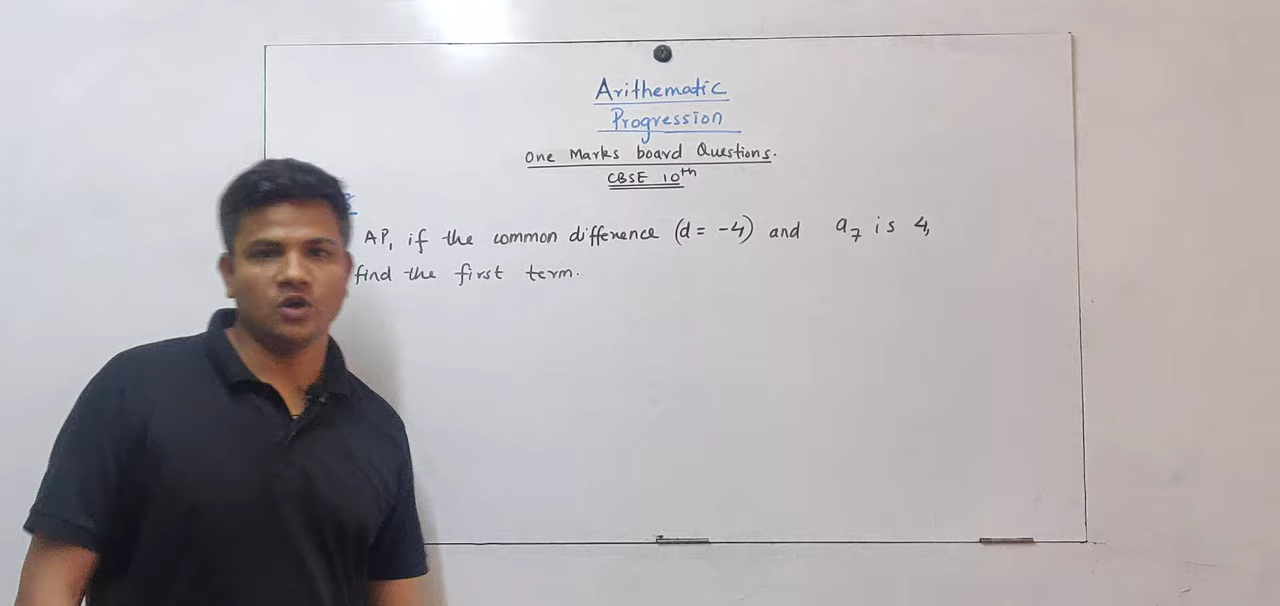 Arithematic
Progression
One Marks board Questions.
CBSE 10th
AP, if the common difference (d = -4) and a7 is 4,
find the first term.